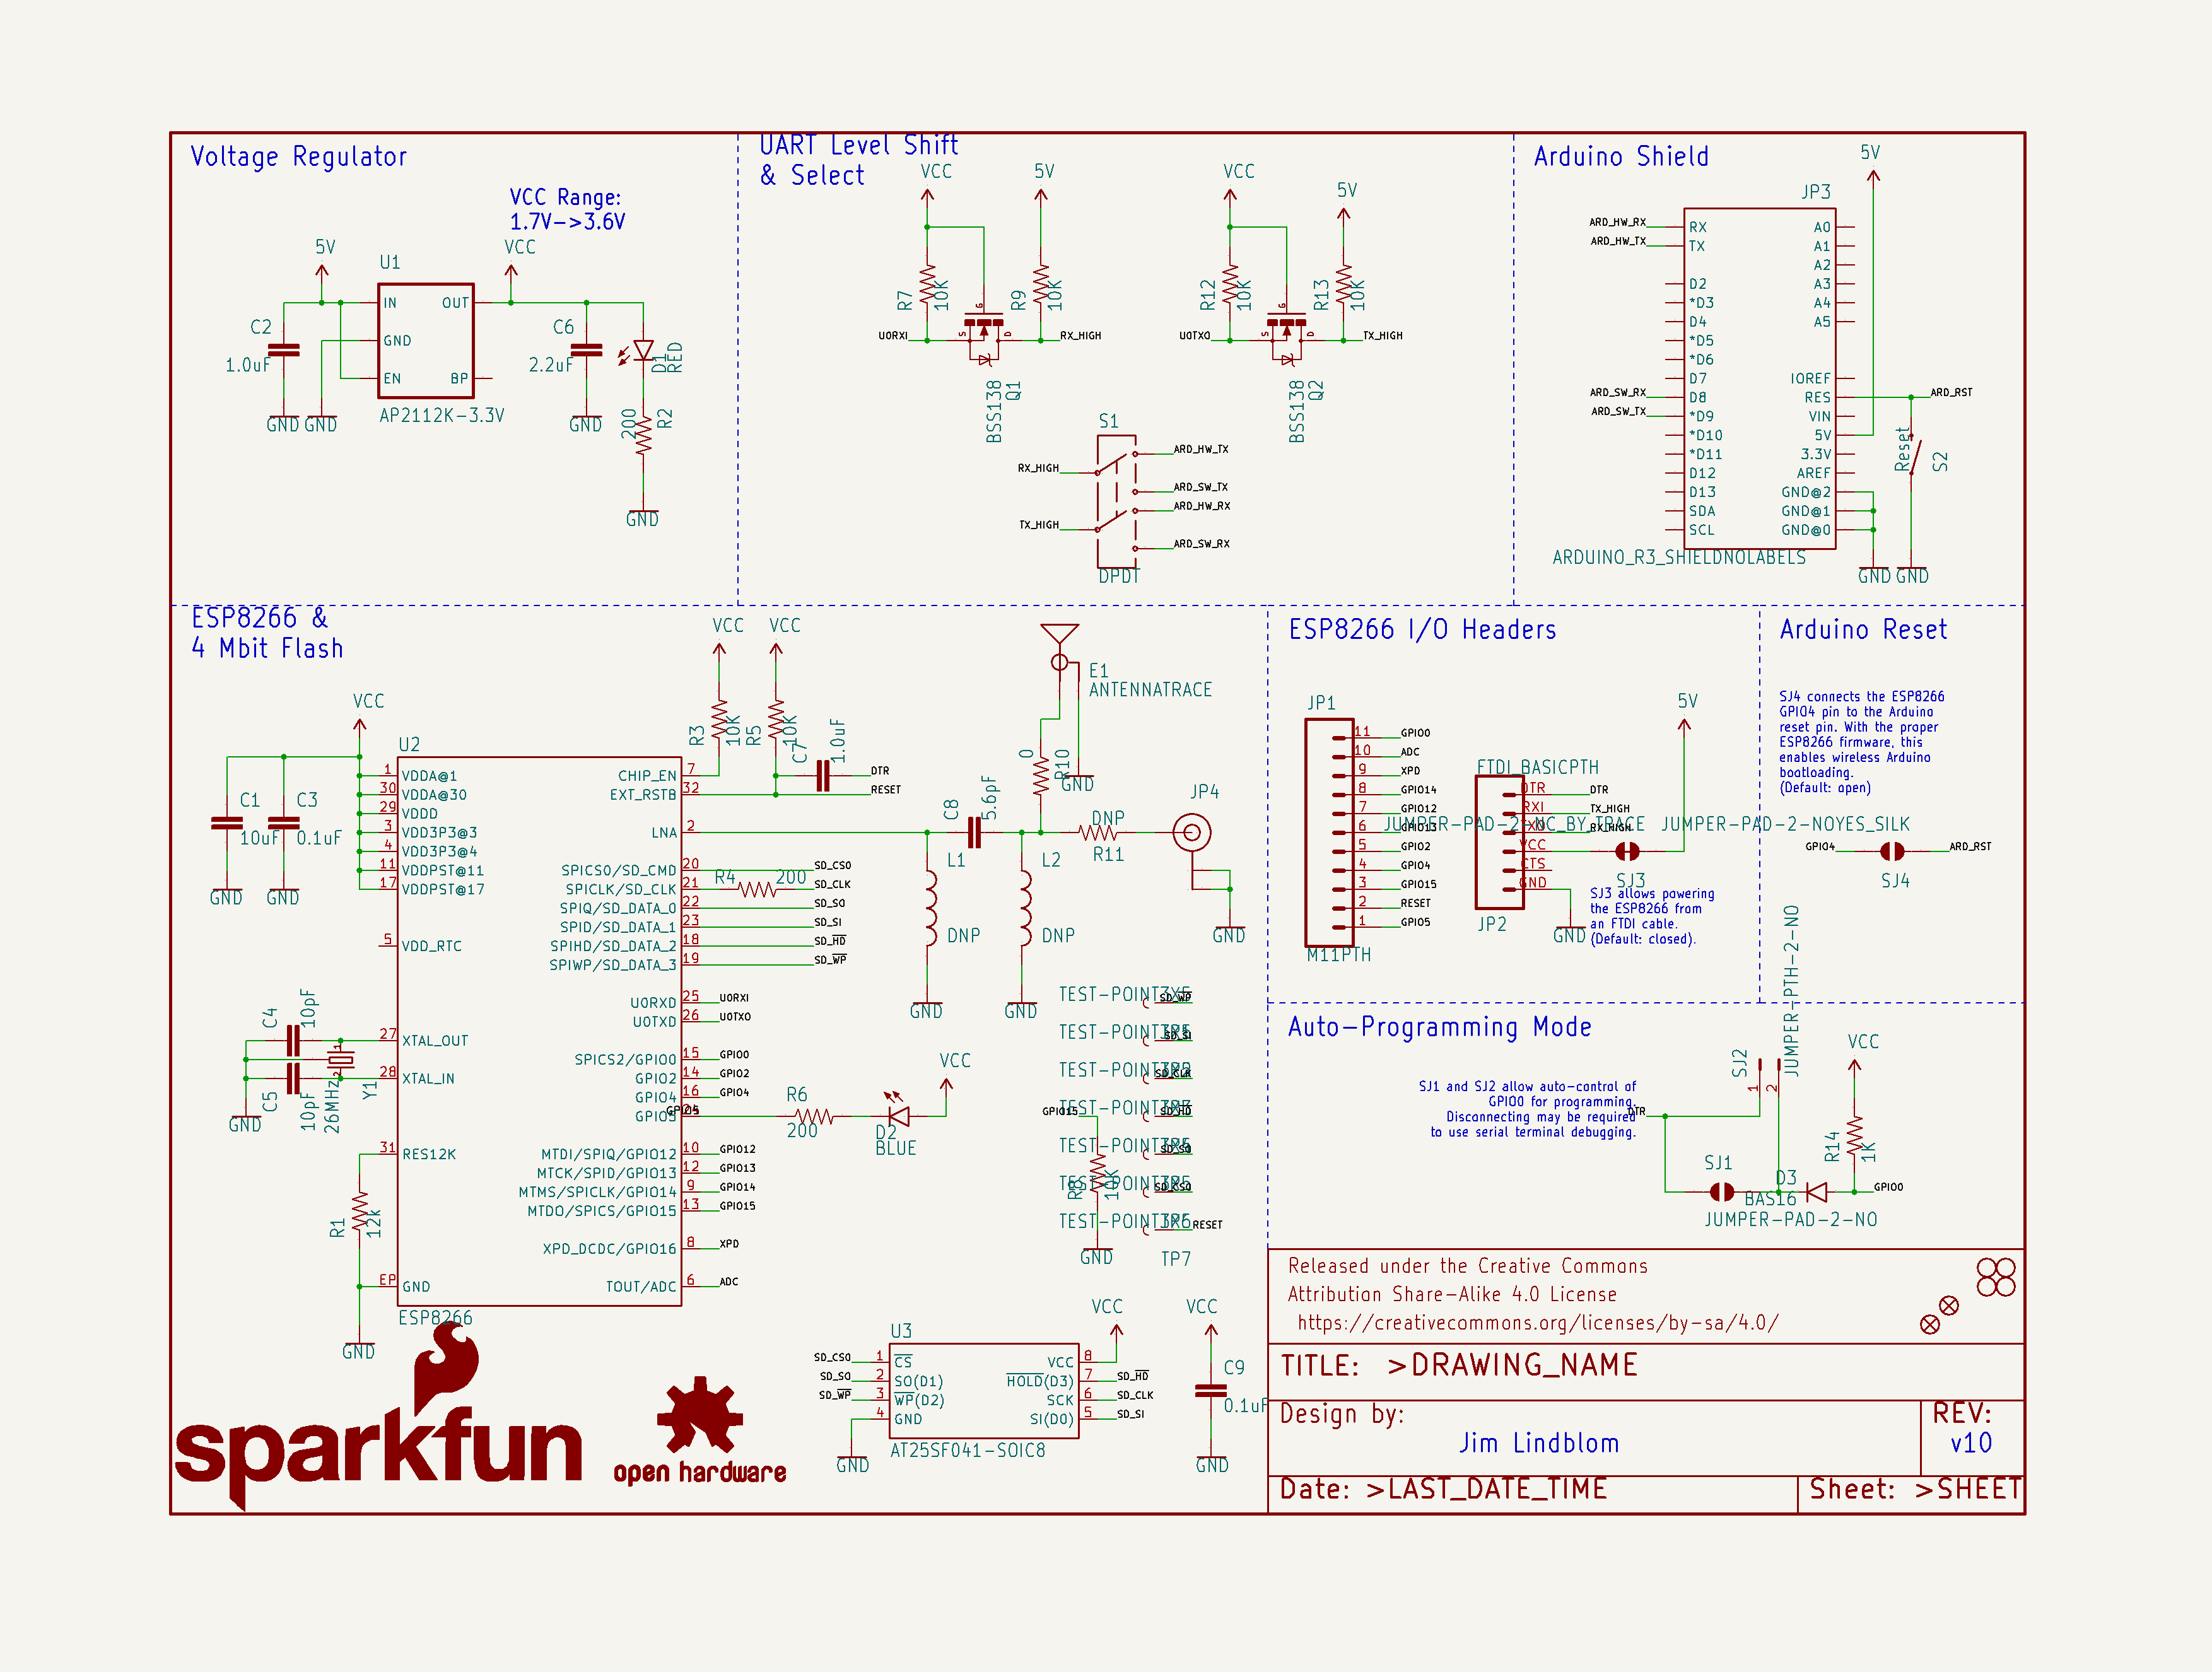 Voltage Regulator
VCC Range:
1.7V->3.6V
5V
VCC
U1
IN
OUT
GND
EN
BP
AP2112K-3.3V
C2
1.0uF
C6
2.2uF
D1
RED
200
R2
GND
GND
GND
GND
UART Level Shift
& Select
VCC
5V
VCC
5V
R7
10K
R9
10K
R12
10K
R13
10K
G
S
D
G
S
D
U0RXI
RX_HIGH
U0TXO
TX_HIGH
BSS138
Q1
BSS138
Q2
S1
RX_HIGH
TX_HIGH
ARD_HW_TX
ARD_SW_TX
ARD_HW_RX
ARD_SW_RX
DPDT
Arduino Shield
5V
JP3
ARD_HW_RX
ARD_HW_TX
ARD_SW_RX
ARD_SW_TX
RX
TX
D2
*D3
D4
*D5
*D6
D7
D8
*D9
*D10
*D11
D12
D13
SDA
SCL
A0
A1
A2
A3
A4
A5
IOREF
RES
VIN
5V
3.3V
AREF
GND@2
GND@1
GND@0
ARD_RST
Reset
S2
ARDUINO_R3_SHIELDNOLABELS
GND
GND
ESP8266 &
4 Mbit Flash
VCC
VCC
VCC
C1
10uF
C3
0.1uF
GND
GND
U2
1 VDDA@1
30 VDDA@30
29 VDDD
3 VDD3P3@3
4 VDD3P3@4
11 VDDPST@11
17 VDDPST@17
5 VDD_RTC
27 XTAL_OUT
28 XTAL_IN
31 RES12K
EP GND
CHIP_EN 7
EXT_RSTB 32
LNA 2
SPICS0/SD_CMD 20 SD_CS0
SPICLK/SD_CLK 21 R4 200 SD_CLK
SPIQ/SD_DATA_0 22 SD_SO
SPID/SD_DATA_1 23 SD_SI
SPIHD/SD_DATA_2 18 SD_HD
SPIWP/SD_DATA_3 19 SD_WP
U0RXD 25 U0RXI
U0TXD 26 U0TXO
SPICS2/GPIO0 15 GPIO0
GPIO2 14 GPIO2
GPIO4 16 GPIO4
GPIO5 GPIO5
MTDI/SPIQ/GPIO12 10 GPIO12
MTCK/SPID/GPIO13 12 GPIO13
MTMS/SPICLK/GPIO14 9 GPIO14
MTDO/SPICS/GPIO15 13 GPIO15
XPD_DCDC/GPIO16 8 XPD
TOUT/ADC 6 ADC
ESP8266
R3
10K
R5
10K
C7
1.0uF
DTR
RESET
C4
10pF
C5
10pF
26MHz
Y1
1
2
GND
R1
12k
GND
E1
ANTENNATRACE
0
R10
GND
C8
5.6pF
DNP
R11
JP4
L1
DNP
L2
DNP
GND
GND
GND
R6
200
D2
BLUE
VCC
GPIO15
10K
GND
TEST-POINT3X5
SD_WP
TEST-POINT
SD_SI
TEST-POINT
SD_CLK
TEST-POINT
SD_HD
TEST-POINT
SD_SO
TEST-POINT
SD_CS0
TEST-POINT
RESET
TP7
U3
SD_CS0 1 CS
SD_SO 2 SO(D1)
SD_WP 3 WP(D2)
4 GND
VCC 8
HOLD(D3) 7 SD_HD
SCK 6 SD_CLK
SI(D0) 5 SD_SI
AT25SF041-SOIC8
GND
VCC
VCC
C9
0.1uF
GND
sparkfun
open hardware
ESP8266 I/O Headers
JP1
11 GPIO0
10 ADC
9 XPD
8 GPIO14
7 GPIO12
6 GPIO13
5 GPIO2
4 GPIO4
3 GPIO15
2 RESET
1 GPIO5
M11PTH
FTDI_BASICPTH
DTR DTR
RXI TX_HIGH
TXO RX_HIGH
VCC
CTS
GND
JP2
JUMPER-PAD-2-NC_BY_TRACE
5V
SJ3
GND
SJ3 allows powering
the ESP8266 from
an FTDI cable.
(Default: closed).
Arduino Reset
SJ4 connects the ESP8266
GPIO4 pin to the Arduino
reset pin. With the proper
ESP8266 firmware, this
enables wireless Arduino
bootloading.
(Default: open)
JUMPER-PAD-2-NOYES_SILK
GPIO4
ARD_RST
SJ4
Auto-Programming Mode
SJ1 and SJ2 allow auto-control of
GPIO0 for programming.
Disconnecting may be required
to use serial terminal debugging.
DTR
SJ2
1
2
JUMPER-PTH-2-NO
VCC
R14
1K
SJ1
D3
BAS16
GPIO0
JUMPER-PAD-2-NO
Released under the Creative Commons
Attribution Share-Alike 4.0 License
https://creativecommons.org/licenses/by-sa/4.0/
TITLE: >DRAWING_NAME
Design by:
Jim Lindblom
REV:
v10
Date: >LAST_DATE_TIME
Sheet: >SHEET